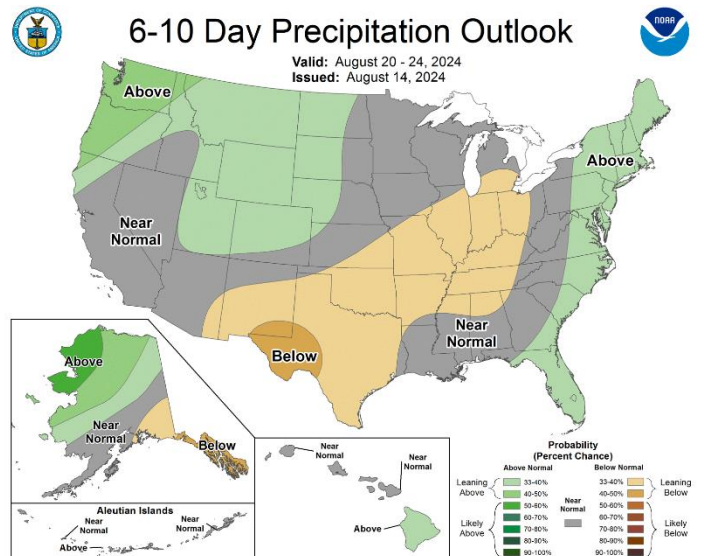 6-10 Day Precipitation Outlook
Valid: August 20 - 24, 2024
Issued: August 14, 2024
NOAA
Above
Above
Near
Normal
Near
Normal
Below
Above
Near
Normal
Below
Aleutian Islands
Near
Normal
Near
Normal
Above
Near
Normal
Near
Normal
Above
Probability
(Percent Chance)
Above Normal
Below Normal
Leaning
Above
33-40%
40-50%
Likely
Above
50-60%
60-70%
70-80%
80-90%
90-100%
Near
Normal
33-40%
40-50%
Leaning
Below
50-60%
60-70%
70-80%
80-90%
90-100%
Likely
Below